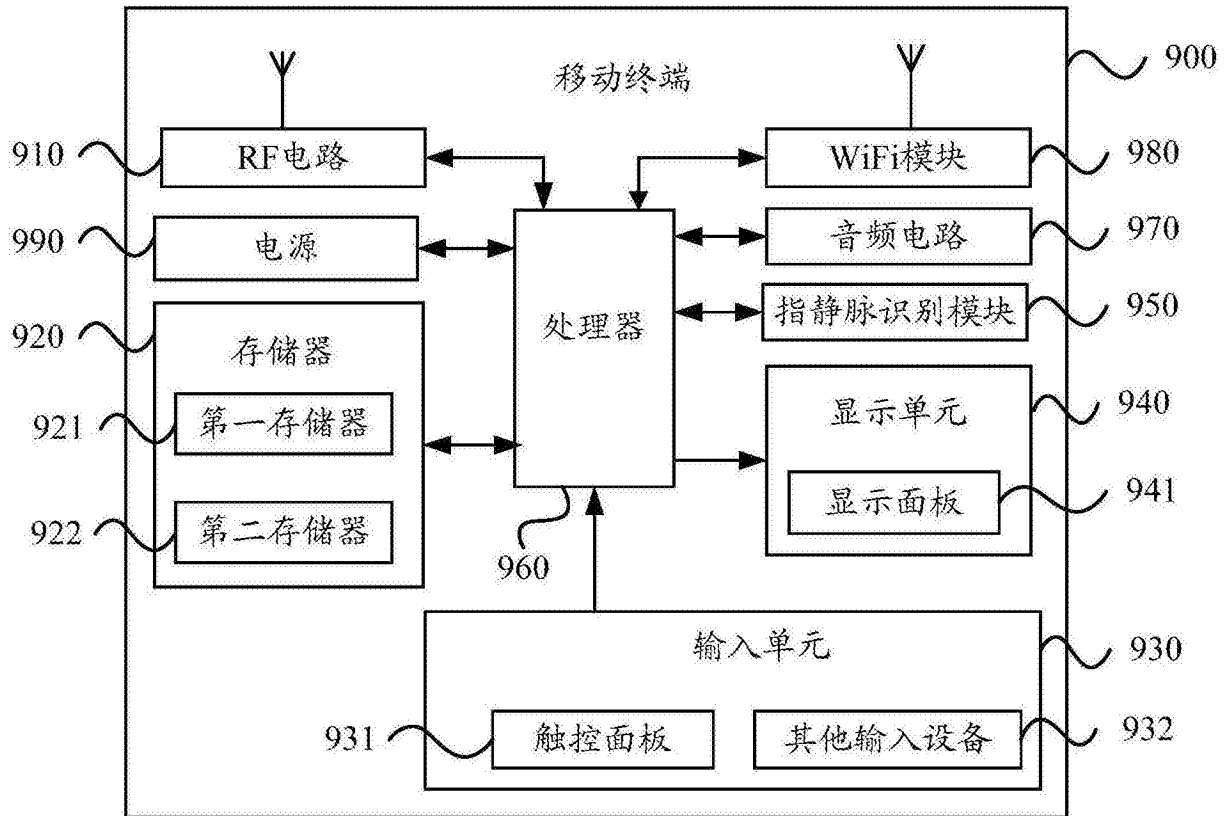 移动终端
900
910
RF电路
WiFi模块
980
990
电源
音频电路
970
处理器
指静脉识别模块
950
920
存储器
921
第一存储器
显示单元
940
922
第二存储器
显示面板
941
960
输入单元
930
931
触控面板
其他输入设备
932